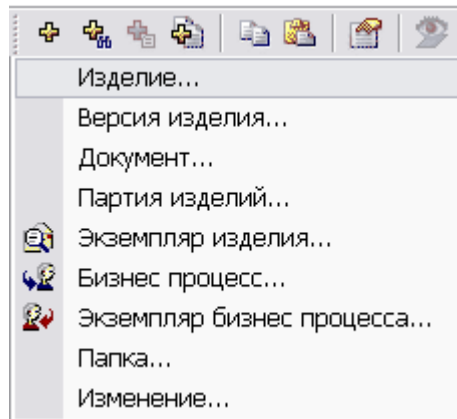 Изделие...
Версия изделия...
Документ...
Партия изделий...
Экземпляр изделия...
Бизнес процесс...
Экземпляр бизнес процесса...
Папка...
Изменение...